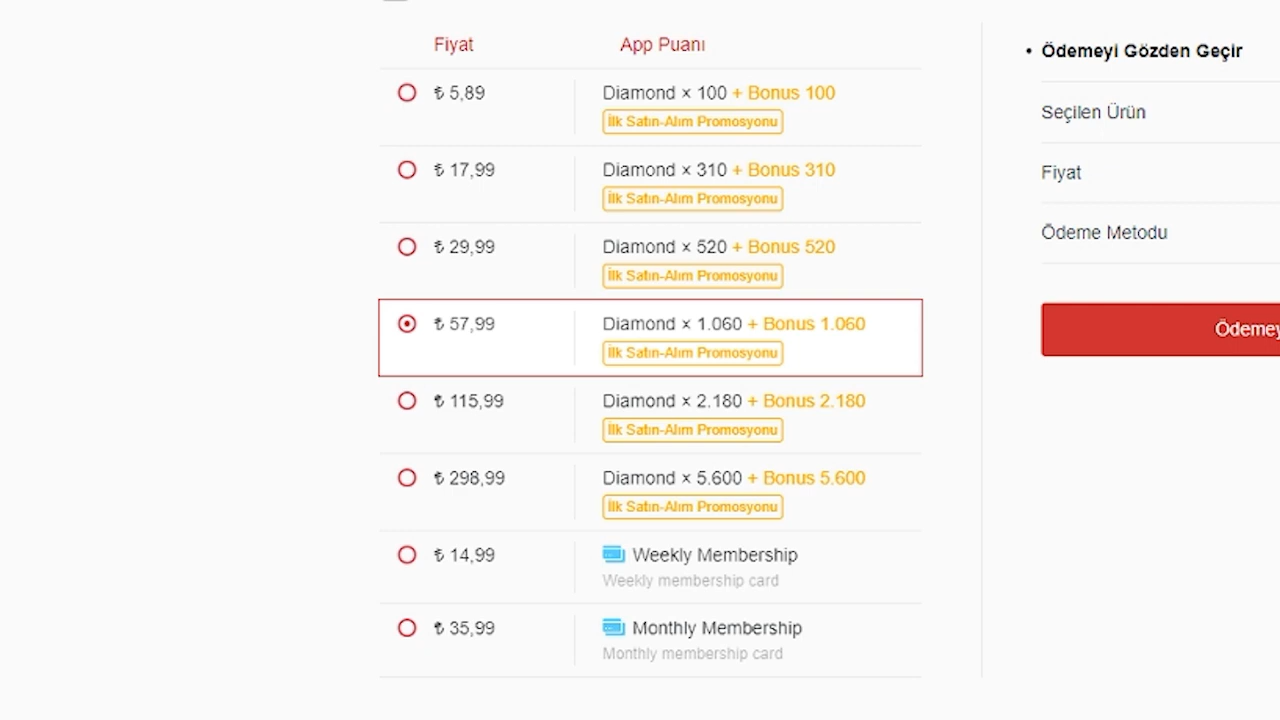 Fiyat App Puanı
₺ 5,89 Diamond × 100 + Bonus 100
İlk Satın-Alım Promosyonu
₺ 17,99 Diamond × 310 + Bonus 310
İlk Satın-Alım Promosyonu
₺ 29,99 Diamond × 520 + Bonus 520
İlk Satın-Alım Promosyonu
₺ 57,99 Diamond × 1.060 + Bonus 1.060
İlk Satın-Alım Promosyonu
₺ 115,99 Diamond × 2.180 + Bonus 2.180
İlk Satın-Alım Promosyonu
₺ 298,99 Diamond × 5.600 + Bonus 5.600
İlk Satın-Alım Promosyonu
₺ 14,99 Weekly Membership
Weekly membership card
₺ 35,99 Monthly Membership
Monthly membership card
• Ödemeyi Gözden Geçir
Seçilen Ürün
Fiyat
Ödeme Metodu
Ödemey